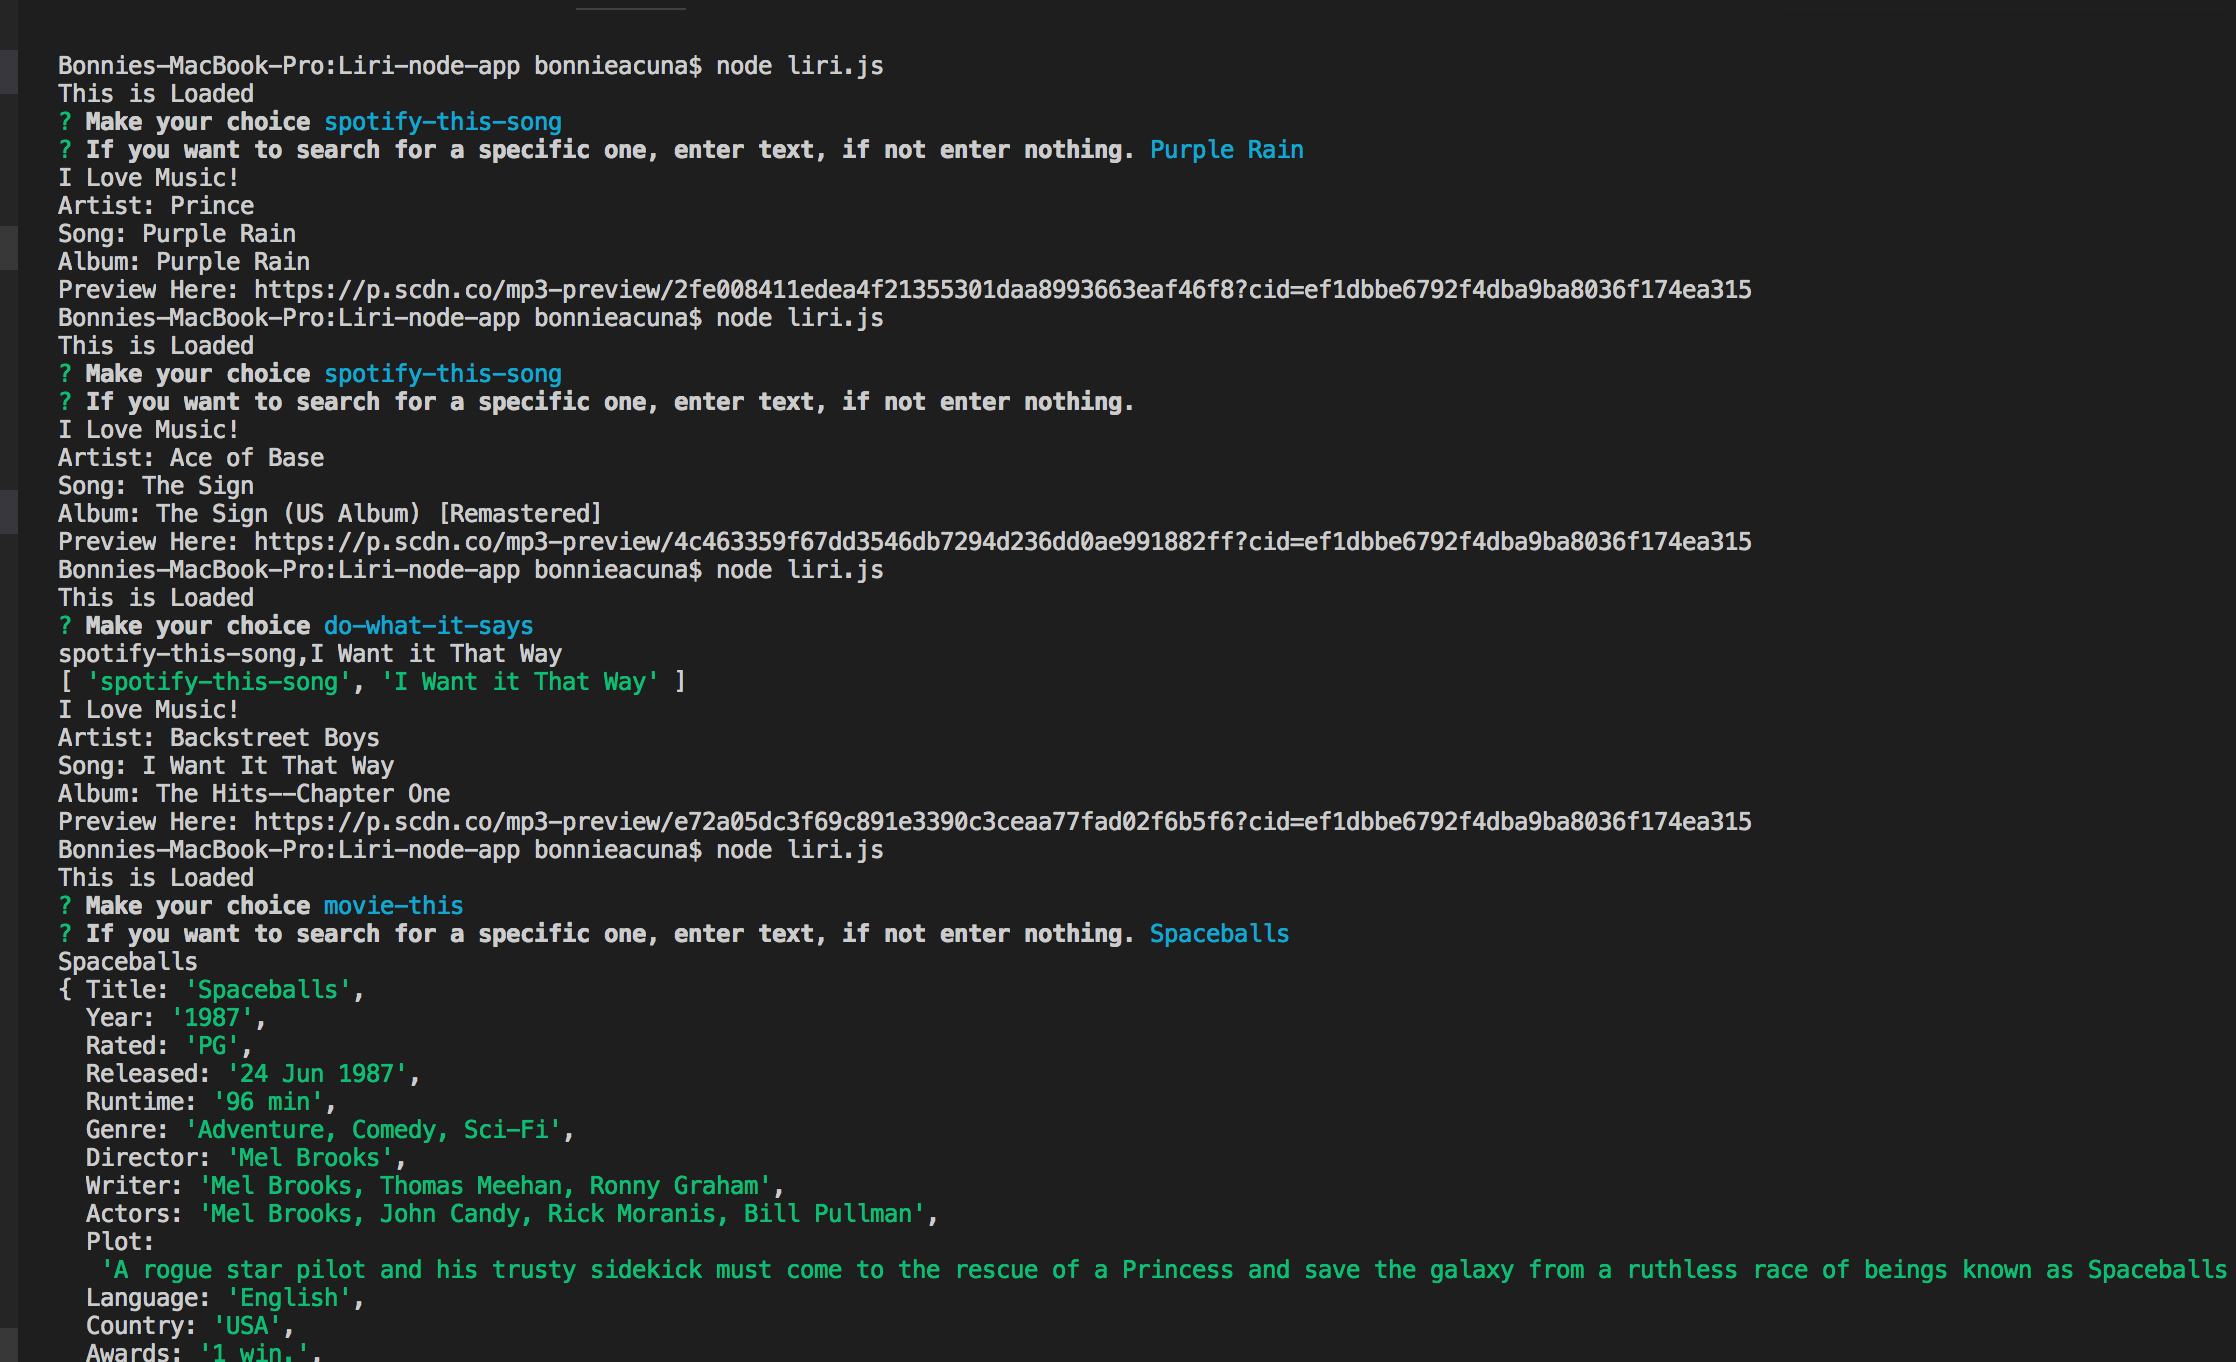 Bonnies-MacBook-Pro:Liri-node-app bonnieacuna$ node liri.js
This is Loaded
? Make your choice spotify-this-song
? If you want to search for a specific one, enter text, if not enter nothing. Purple Rain
I Love Music!
Artist: Prince
Song: Purple Rain
Album: Purple Rain
Preview Here: https://p.scdn.co/mp3-preview/2fe008411edea4f21355301daa8993663eaf46f8?cid=ef1dbbe6792f4dba9ba8036f174ea315
Bonnies-MacBook-Pro:Liri-node-app bonnieacuna$ node liri.js
This is Loaded
? Make your choice spotify-this-song
? If you want to search for a specific one, enter text, if not enter nothing.
I Love Music!
Artist: Ace of Base
Song: The Sign
Album: The Sign (US Album) [Remastered]
Preview Here: https://p.scdn.co/mp3-preview/4c463359f67dd3546db7294d236dd0ae991882ff?cid=ef1dbbe6792f4dba9ba8036f174ea315
Bonnies-MacBook-Pro:Liri-node-app bonnieacuna$ node liri.js
This is Loaded
? Make your choice do-what-it-says
spotify-this-song,I Want it That Way
[ 'spotify-this-song', 'I Want it That Way' ]
I Love Music!
Artist: Backstreet Boys
Song: I Want It That Way
Album: The Hits--Chapter One
Preview Here: https://p.scdn.co/mp3-preview/e72a05dc3f69c891e3390c3ceaa77fad02f6b5f6?cid=ef1dbbe6792f4dba9ba8036f174ea315
Bonnies-MacBook-Pro:Liri-node-app bonnieacuna$ node liri.js
This is Loaded
? Make your choice movie-this
? If you want to search for a specific one, enter text, if not enter nothing. Spaceballs
Spaceballs
{ Title: 'Spaceballs',
Year: '1987',
Rated: 'PG',
Released: '24 Jun 1987',
Runtime: '96 min',
Genre: 'Adventure, Comedy, Sci-Fi',
Director: 'Mel Brooks',
Writer: 'Mel Brooks, Thomas Meehan, Ronny Graham',
Actors: 'Mel Brooks, John Candy, Rick Moranis, Bill Pullman',
Plot:
'A rogue star pilot and his trusty sidekick must come to the rescue of a Princess and save the galaxy from a ruthless race of beings known as Spaceballs
Language: 'English',
Country: 'USA',
Awards: '1 win.',